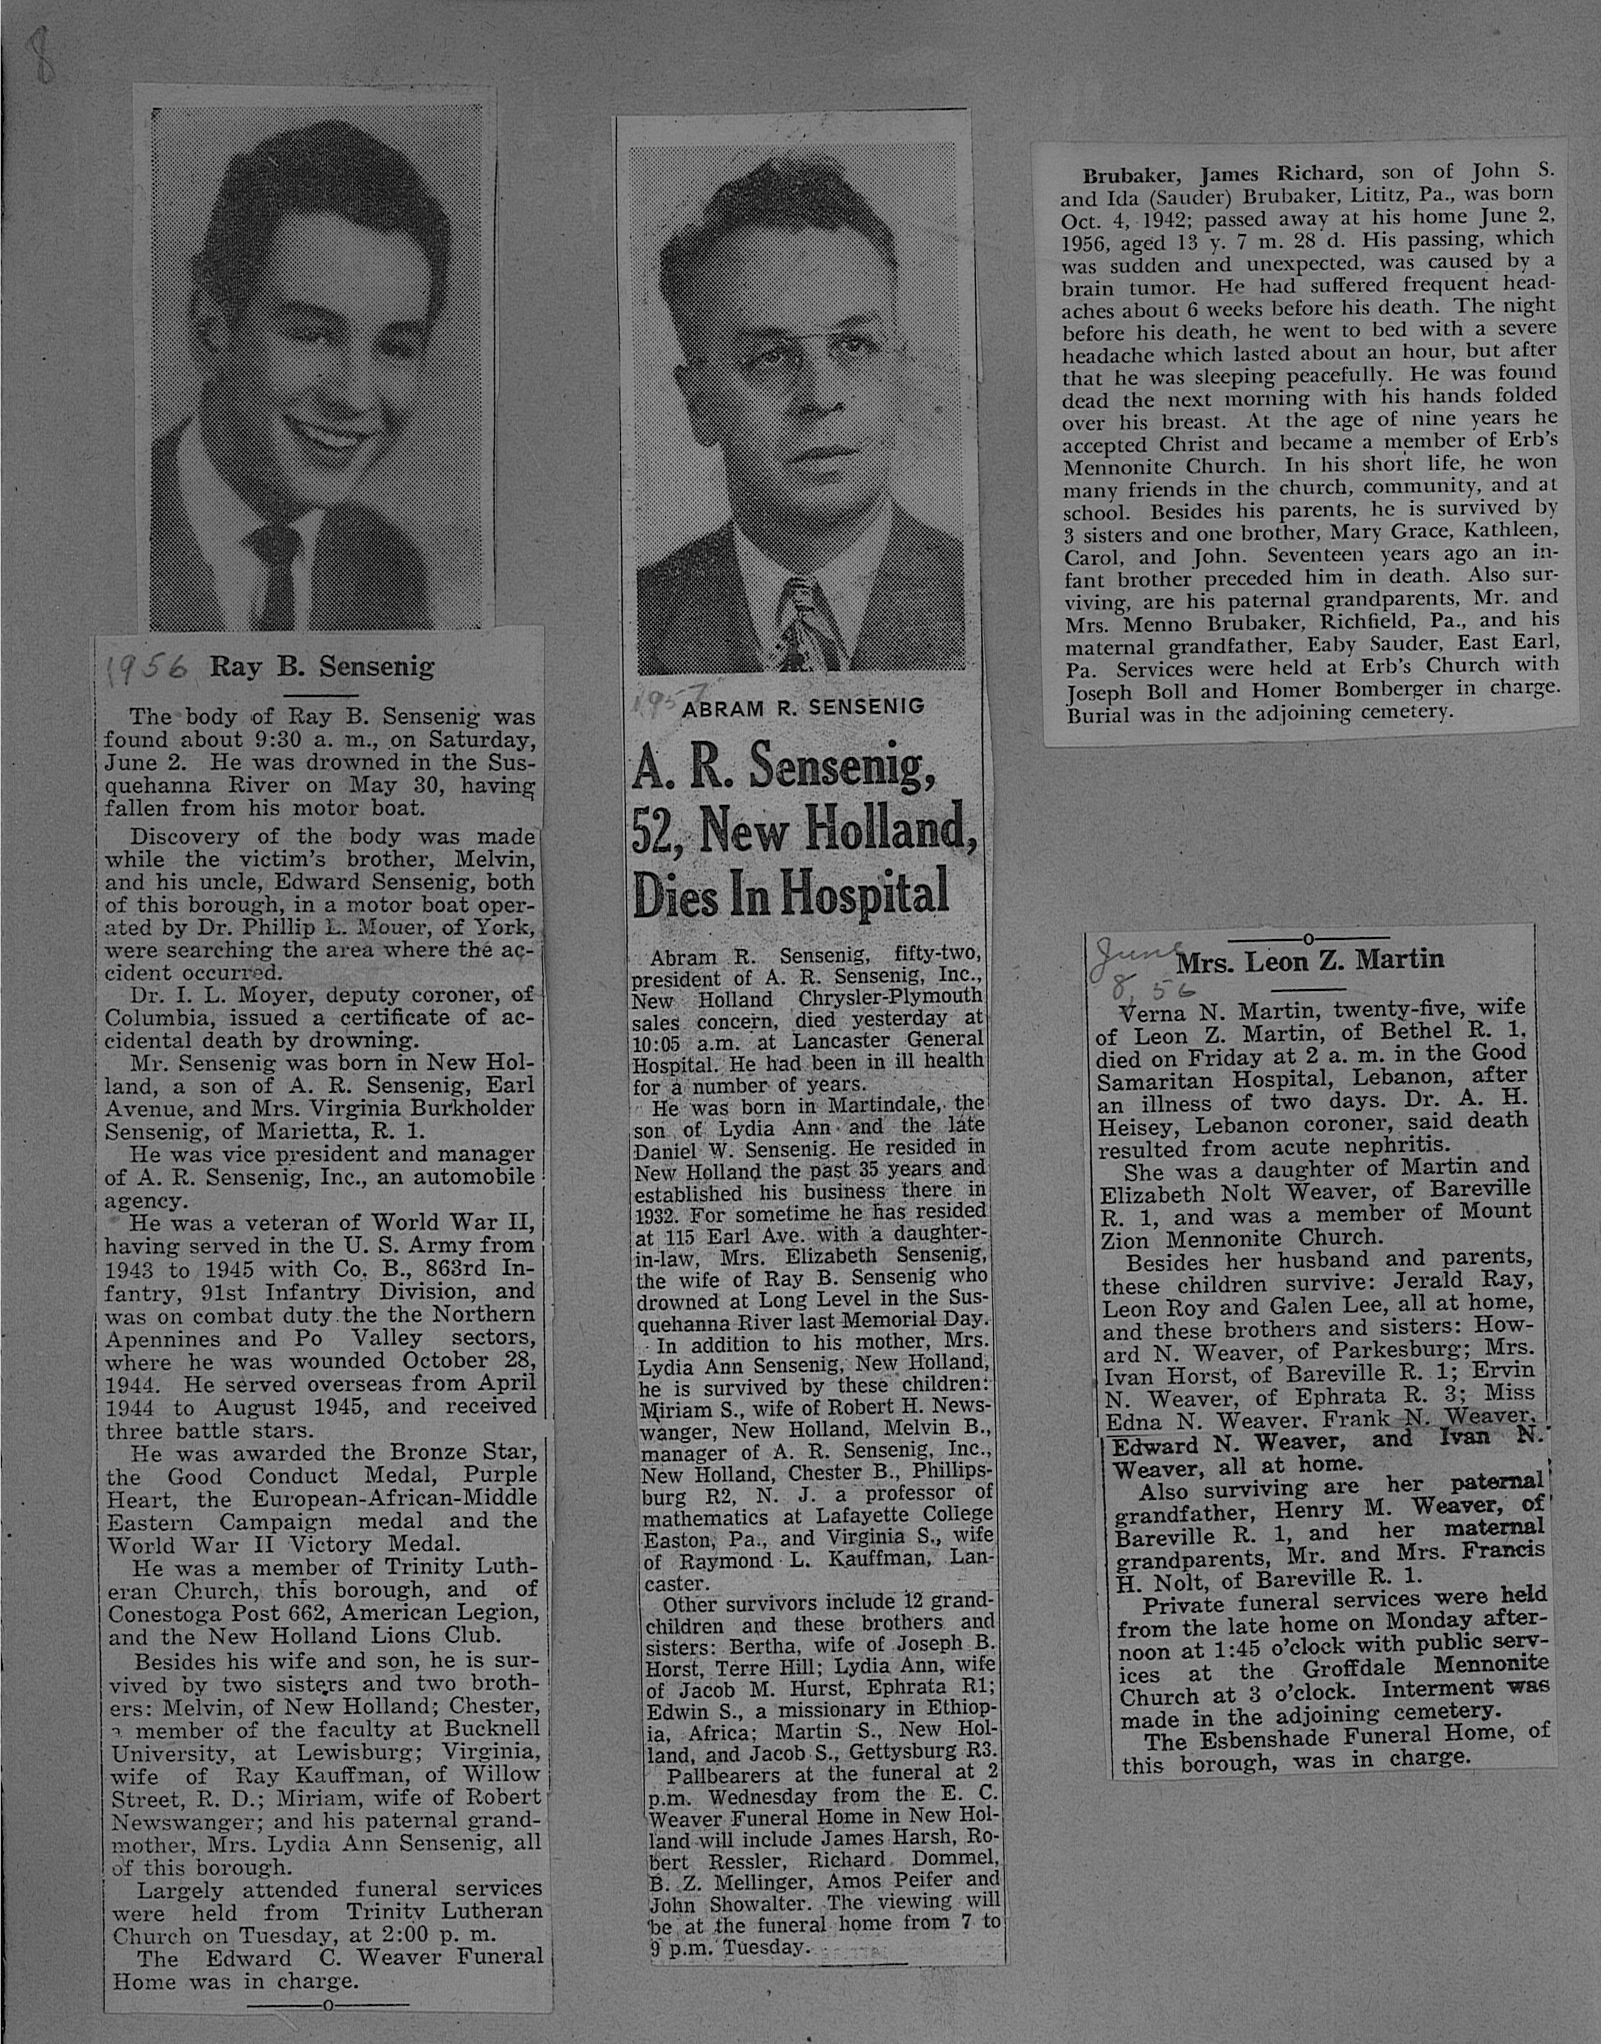 8
1956 Ray B. Sensenig
The body of Ray B. Sensenig was
found about 9:30 a. m., on Saturday,
June 2. He was drowned in the Sus-
quehanna River on May 30, having
fallen from his motor boat.
Discovery of the body was made
while the victim's brother, Melvin,
and his uncle, Edward Sensenig, both
of this borough, in a motor boat oper-
ated by Dr. Phillip L. Mouer, of York,
were searching the area where the ac-
cident occurred.
Dr. I. L. Moyer, deputy coroner, of
Columbia, issued a certificate of ac-
cidental death by drowning.
Mr. Sensenig was born in New Hol-
land, a son of A. R. Sensenig, Earl
Avenue, and Mrs. Virginia Burkholder
Sensenig, of Marietta, R. 1.
He was vice president and manager
of A. R. Sensenig, Inc., an automobile
agency.
He was a veteran of World War II,
having served in the U. S. Army from
1943 to 1945 with Co. B., 863rd In-
fantry, 91st Infantry Division, and
was on combat duty the the Northern
Apennines and Po Valley sectors,
where he was wounded October 28,
1944. He served overseas from April
1944 to August 1945, and received
three battle stars.
He was awarded the Bronze Star,
the Good Conduct Medal, Purple
Heart, the European-African-Middle
Eastern Campaign medal and the
World War II Victory Medal.
He was a member of Trinity Luth-
eran Church, this borough, and of
Conestoga Post 662, American Legion,
and the New Holland Lions Club.
Besides his wife and son, he is sur-
vived by two sisters and two broth-
ers: Melvin, of New Holland; Chester,
a member of the faculty at Bucknell
University, at Lewisburg; Virginia,
wife of Ray Kauffman, of Willow
Street, R. D.; Miriam, wife of Robert
Newswanger; and his paternal grand-
mother, Mrs. Lydia Ann Sensenig, all
of this borough.
Largely attended funeral services
were held from Trinity Lutheran
Church on Tuesday, at 2:00 p. m.
The Edward C. Weaver Funeral
Home was in charge.
1957
ABRAM R. SENSENIG
A. R. Sensenig,
52, New Holland,
Dies In Hospital
Abram R. Sensenig, fifty-two,
president of A. R. Sensenig, Inc.,
New Holland Chrysler-Plymouth
sales concern, died yesterday at
10:05 a.m. at Lancaster General
Hospital. He had been in ill health
for a number of years.
He was born in Martindale, the
son of Lydia Ann and the late
Daniel W. Sensenig. He resided in
New Holland the past 35 years and
established his business there in
1932. For sometime he has resided
at 115 Earl Ave. with a daughter-
in-law, Mrs. Elizabeth Sensenig,
the wife of Ray B. Sensenig who
drowned at Long Level in the Sus-
quehanna River last Memorial Day.
In addition to his mother, Mrs.
Lydia Ann Sensenig, New Holland,
he is survived by these children:
Miriam S., wife of Robert H. News-
wanger, New Holland, Melvin B.,
manager of A. R. Sensenig, Inc.,
New Holland, Chester B., Phillips-
burg R2, N. J. a professor of
mathematics at Lafayette College
Easton, Pa., and Virginia S., wife
of Raymond L. Kauffman, Lan-
caster.
Other survivors include 12 grand-
children and these brothers and
sisters: Bertha, wife of Joseph B.
Horst, Terre Hill; Lydia Ann, wife
of Jacob M. Hurst, Ephrata R1;
Edwin S., a missionary in Ethiop-
ia, Africa; Martin S., New Hol-
land, and Jacob S., Gettysburg R3.
Pallbearers at the funeral at 2
p.m. Wednesday from the E. C.
Weaver Funeral Home in New Hol-
land will include James Harsh, Ro-
bert Ressler, Richard Dommel,
B. Z. Mellinger, Amos Peifer and
John Showalter. The viewing will
be at the funeral home from 7 to
9 p.m. Tuesday.
Brubaker, James Richard, son of John S.
and Ida (Sauder) Brubaker, Lititz, Pa., was born
Oct. 4, 1942; passed away at his home June 2,
1956, aged 13 y. 7 m. 28 d. His passing, which
was sudden and unexpected, was caused by a
brain tumor. He had suffered frequent head-
aches about 6 weeks before his death. The night
before his death, he went to bed with a severe
headache which lasted about an hour, but after
that he was sleeping peacefully. He was found
dead the next morning with his hands folded
over his breast. At the age of nine years he
accepted Christ and became a member of Erb's
Mennonite Church. In his short life, he won
many friends in the church, community, and at
school. Besides his parents, he is survived by
3 sisters and one brother, Mary Grace, Kathleen,
Carol, and John. Seventeen years ago an in-
fant brother preceded him in death. Also sur-
viving, are his paternal grandparents, Mr. and
Mrs. Menno Brubaker, Richfield, Pa., and his
maternal grandfather, Eaby Sauder, East Earl,
Pa. Services were held at Erb's Church with
Joseph Boll and Homer Bomberger in charge.
Burial was in the adjoining cemetery.
June
8, 56
Mrs. Leon Z. Martin
Verna N. Martin, twenty-five, wife
of Leon Z. Martin, of Bethel R. 1,
died on Friday at 2 a. m. in the Good
Samaritan Hospital, Lebanon, after
an illness of two days. Dr. A. H.
Heisey, Lebanon coroner, said death
resulted from acute nephritis.
She was a daughter of Martin and
Elizabeth Nolt Weaver, of Bareville
R. 1, and was a member of Mount
Zion Mennonite Church.
Besides her husband and parents,
these children survive: Jerald Ray,
Leon Roy and Galen Lee, all at home,
and these brothers and sisters: How-
ard N. Weaver, of Parkesburg; Mrs.
Ivan Horst, of Bareville R. 1; Ervin
N. Weaver, of Ephrata R. 3; Miss
Edna N. Weaver, Frank N. Weaver,
Edward N. Weaver, and Ivan N.
Weaver, all at home.
Also surviving are her paternal
grandfather, Henry M. Weaver, of
Bareville R. 1, and her maternal
grandparents, Mr. and Mrs. Francis
H. Nolt, of Bareville R. 1.
Private funeral services were held
from the late home on Monday after-
noon at 1:45 o'clock with public serv-
ices at the Groffdale Mennonite
Church at 3 o'clock. Interment was
made in the adjoining cemetery.
The Esbenshade Funeral Home, of
this borough, was in charge.